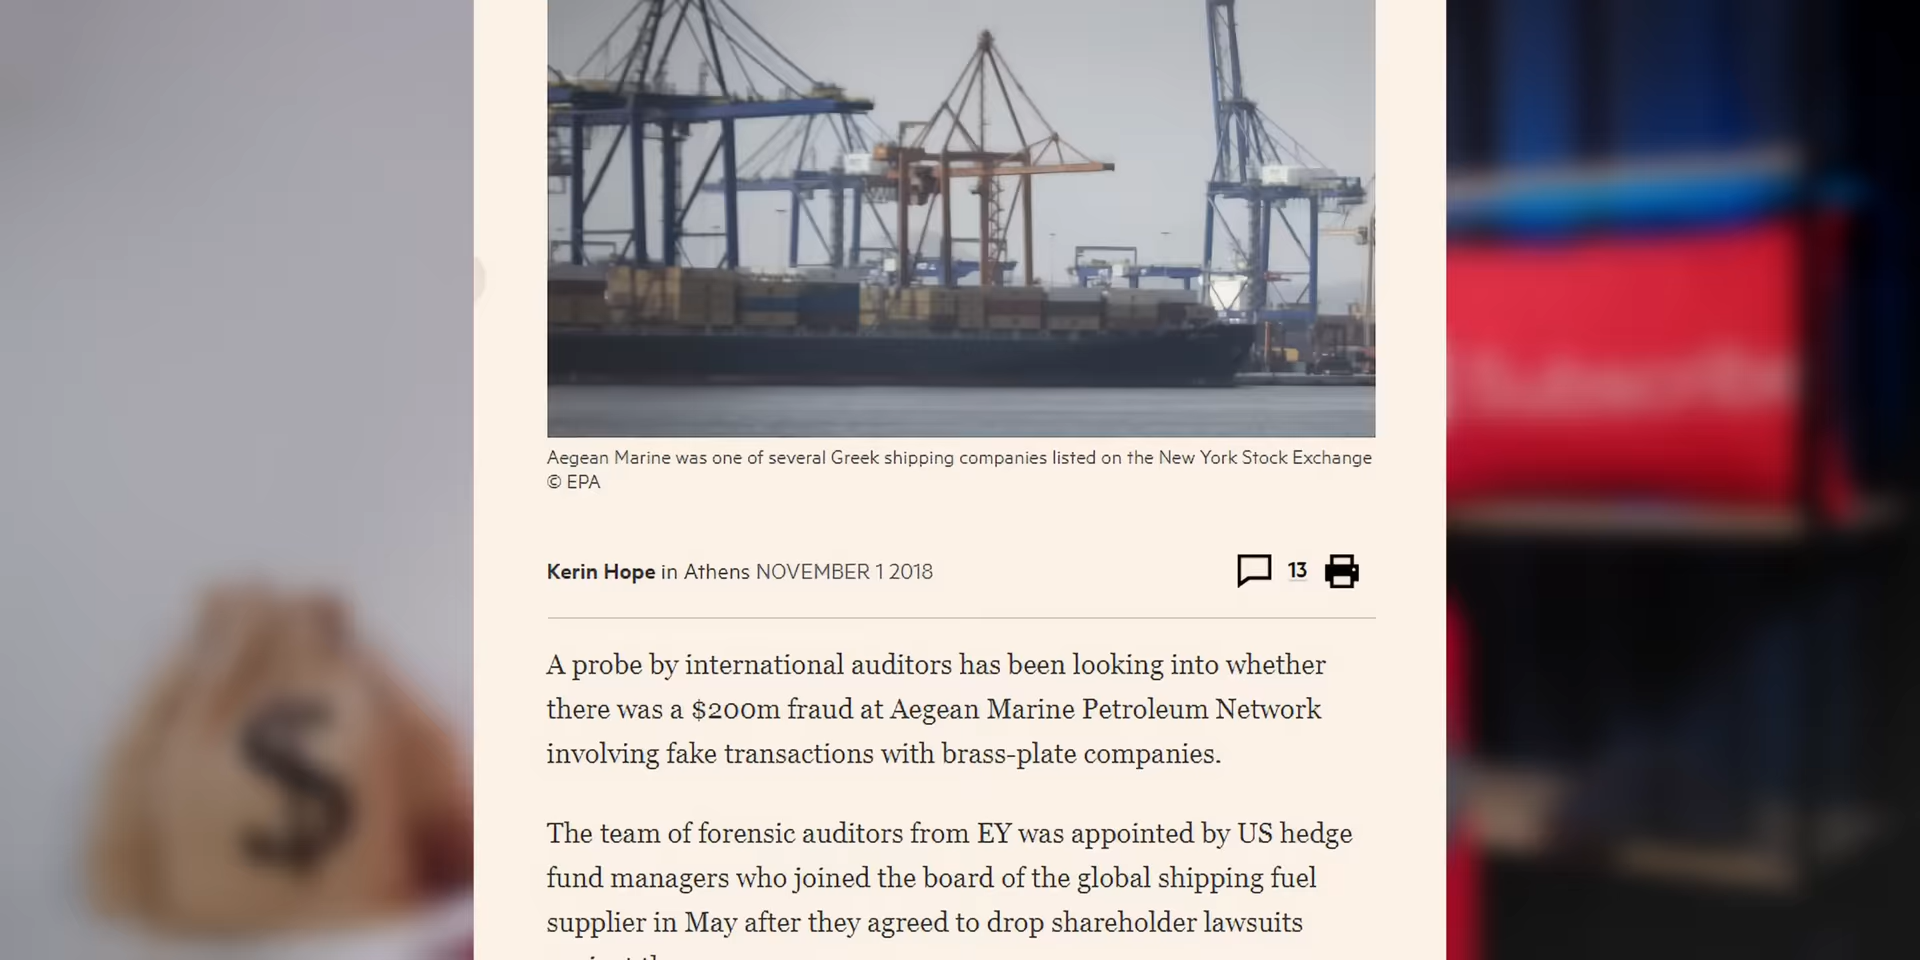 Aegean Marine was one of several Greek shipping companies listed on the New York Stock Exchange
© EPA
Kerin Hope in Athens NOVEMBER 1 2018
13
A probe by international auditors has been looking into whether
there was a $200m fraud at Aegean Marine Petroleum Network
involving fake transactions with brass-plate companies.
The team of forensic auditors from EY was appointed by US hedge
fund managers who joined the board of the global shipping fuel
supplier in May after they agreed to drop shareholder lawsuits
$
Subscribe